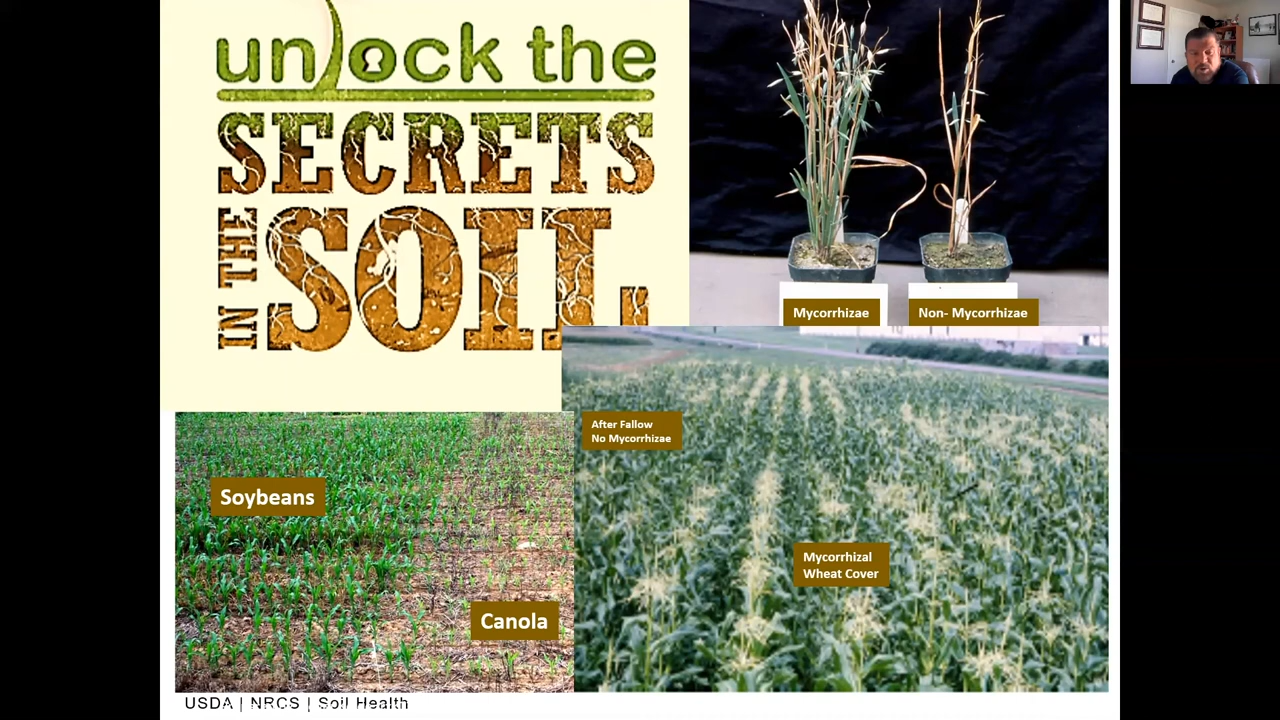 unlock the
SECRETS
IN THE
SOIL
Mycorrhizae
Non- Mycorrhizae
After Fallow
No Mycorrhizae
Soybeans
Mycorrhizal
Wheat Cover
Canola
USDA | NRCS | Soil Health